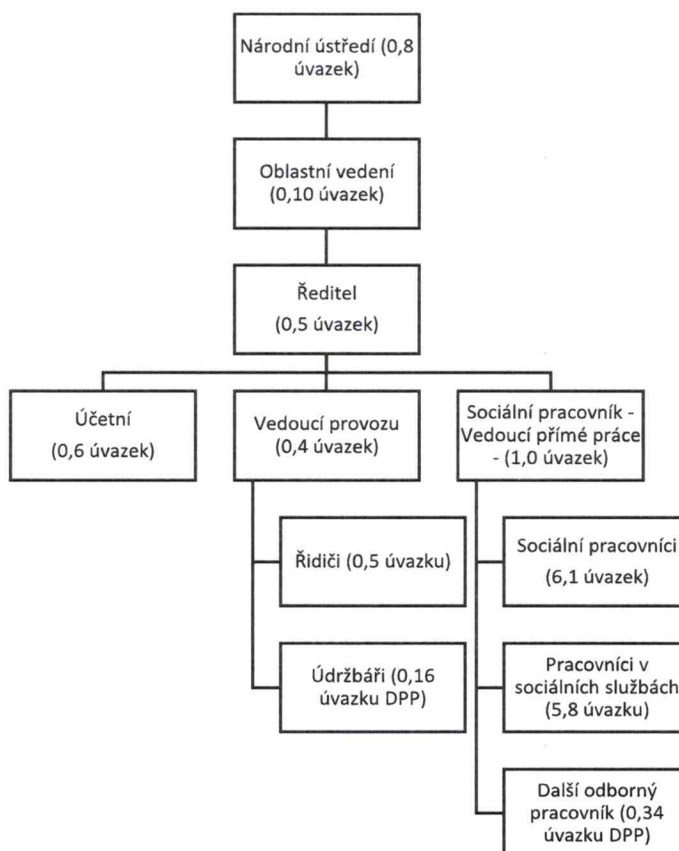 Národní ústředí (0,8
úvazek)
Oblastní vedení
(0,10 úvazek)
Ředitel
(0,5 úvazek)
Účetní
(0,6 úvazek)
Vedoucí provozu
(0,4 úvazek)
Sociální pracovník -
Vedoucí přímé práce
- (1,0 úvazek)
Řidiči (0,5 úvazku)
Údržbáři (0,16
úvazku DPP)
Sociální pracovníci
(6,1 úvazek)
Pracovníci v
sociálních službách
(5,8 úvazku)
Další odborný
pracovník (0,34
úvazku DPP)